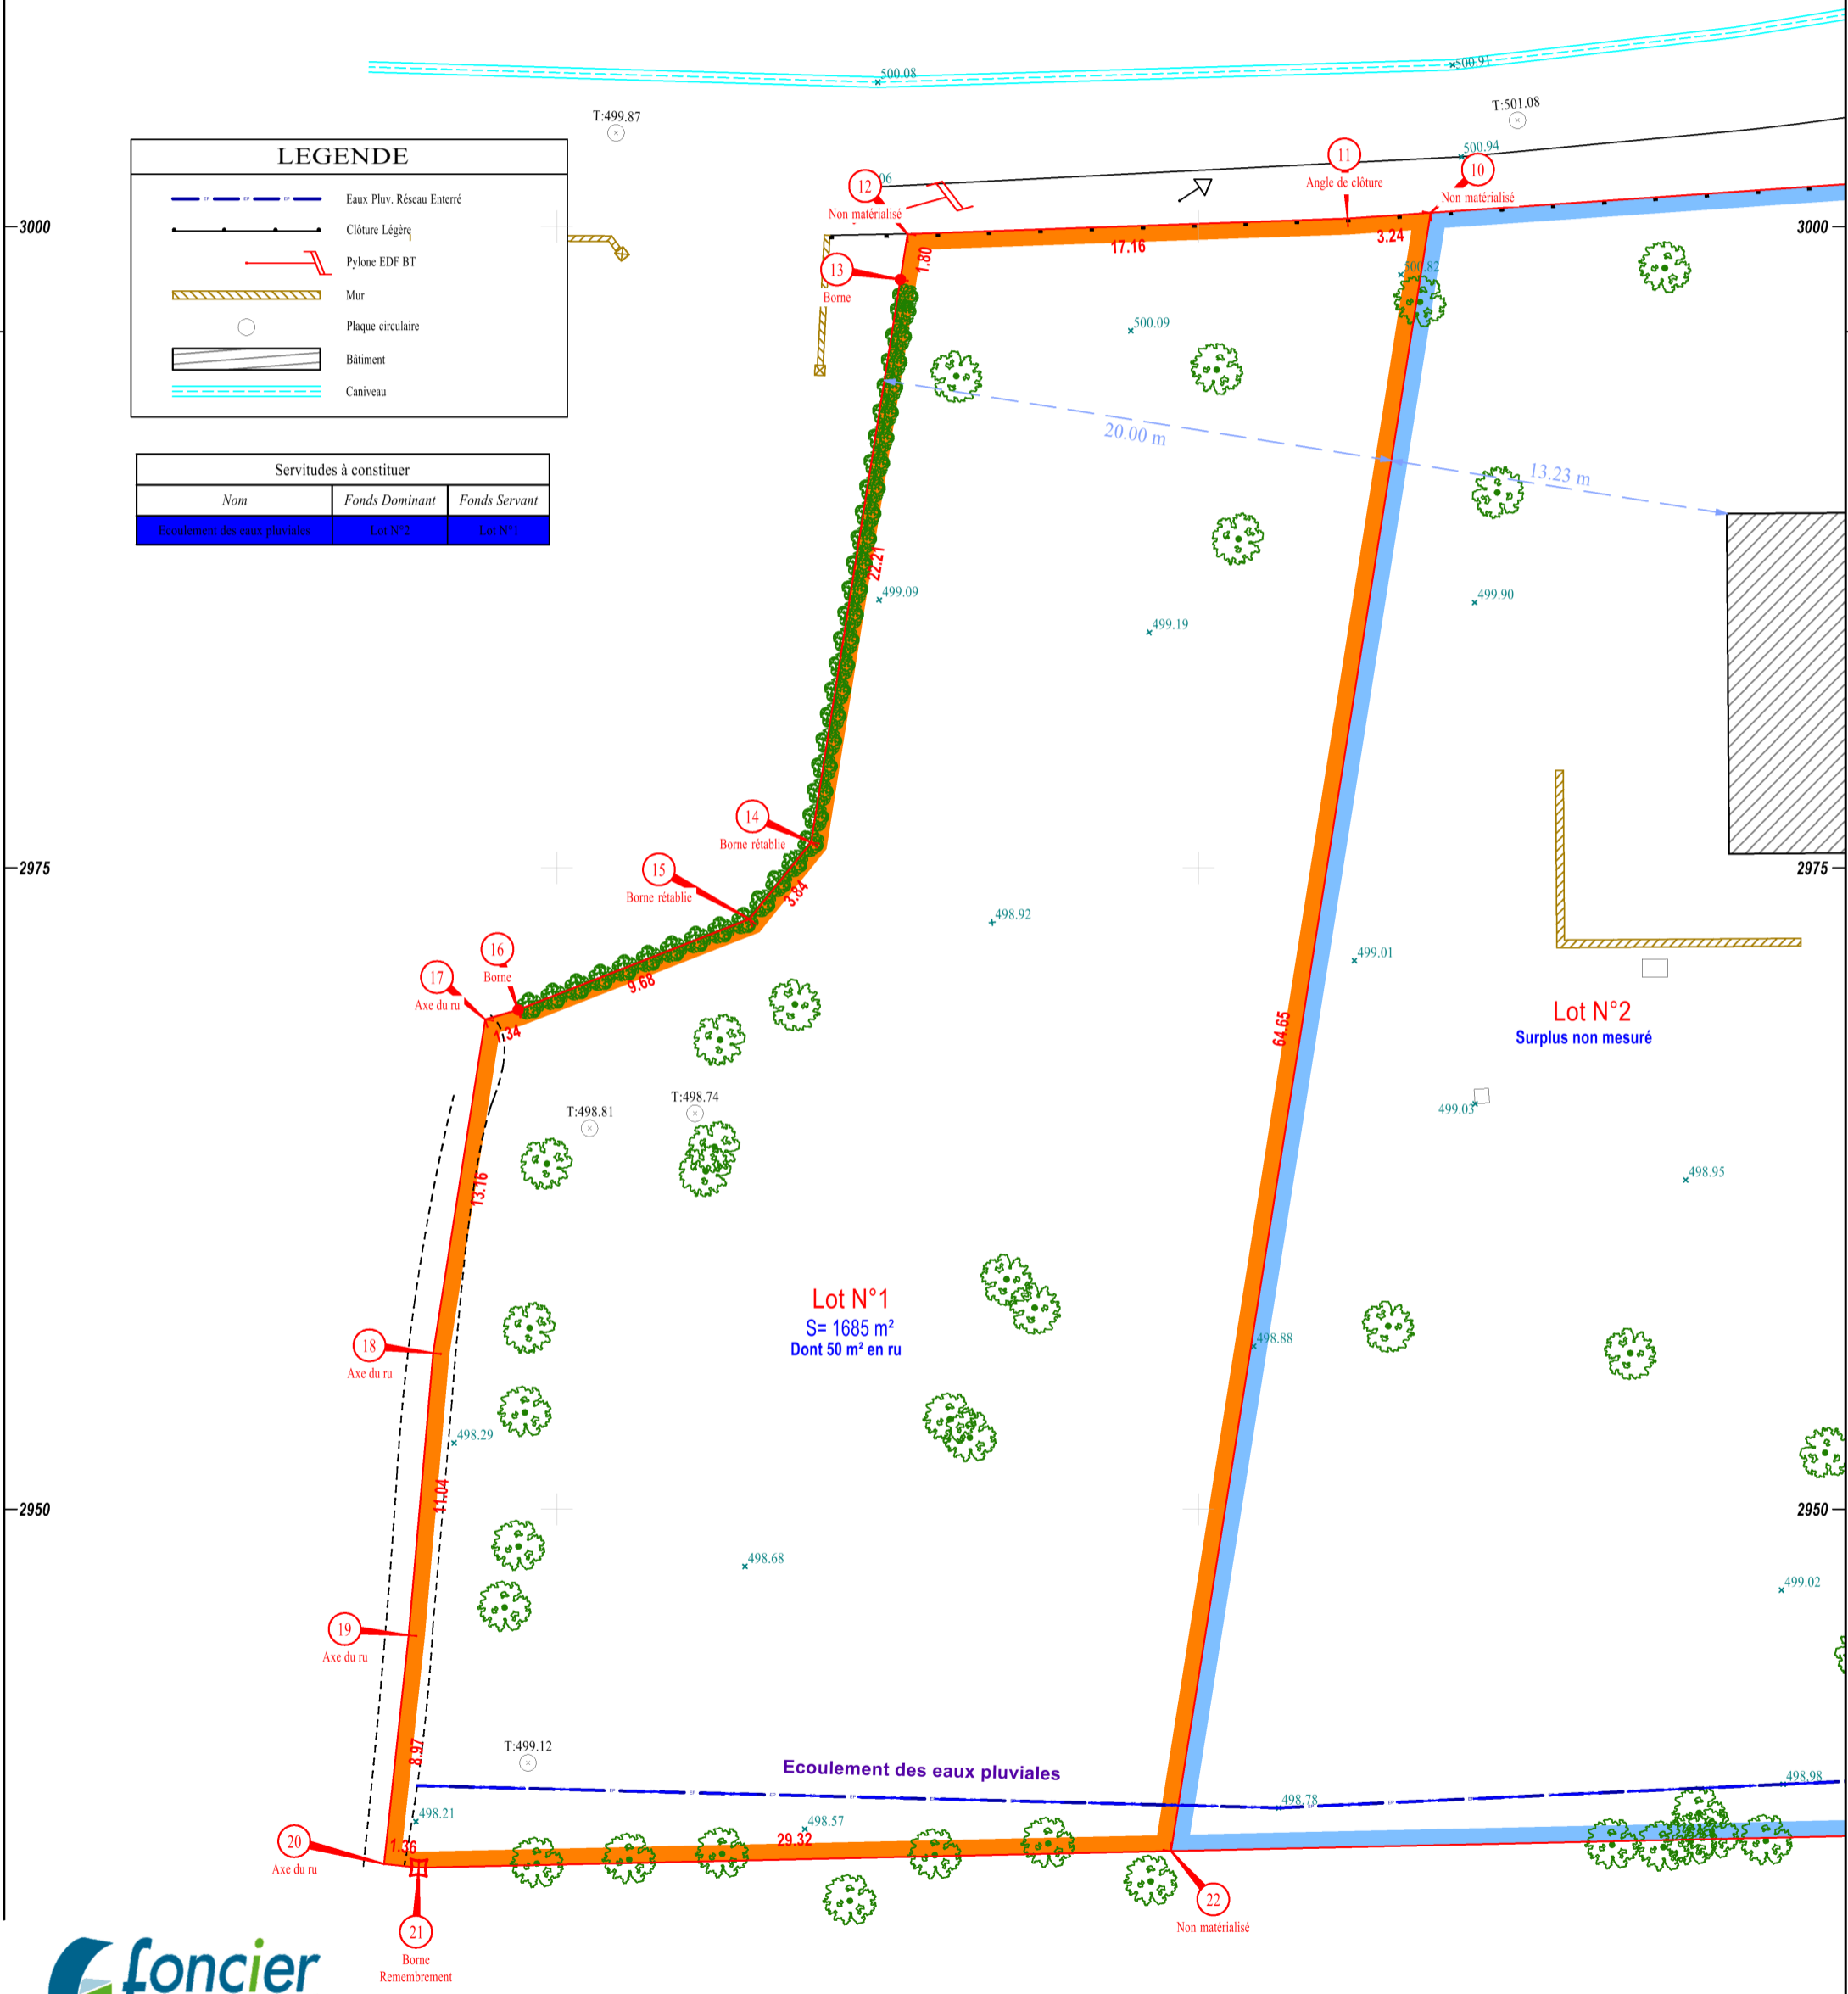 500.08
500.91
T:499.87
T:501.08
LEGENDE
EP EP EP
Eaux Pluv. Réseau Enterré
Clôture Légère
Pylone EDF BT
Mur
Plaque circulaire
Bâtiment
Caniveau
Servitudes à constituer
Nom Fonds Dominant Fonds Servant
Ecoulement des eaux pluviales Lot N°2 Lot N°1
500.94
11
Angle de clôture
10
Non matérialisé
12
06
Non matérialisé
3000
3000
17.16
3.24
1.80
13
Borne
500.82
500.09
20.00 m
13.23 m
22.21
499.09
499.19
499.90
14
Borne rétablie
2975
2975
15
Borne rétablie
3.84
498.92
16
Borne
17
Axe du ru
9.68
1.34
499.01
64.65
Lot N°2
Surplus non mesuré
T:498.81
T:498.74
499.03
498.95
13.16
Lot N°1
S= 1685 m²
Dont 50 m² en ru
18
Axe du ru
498.88
498.29
11.04
2950
2950
498.68
499.02
19
Axe du ru
8.97
T:499.12
Ecoulement des eaux pluviales
498.98
498.78
498.21
498.57
1.36
29.32
20
Axe du ru
21
Borne
Remembrement
22
Non matérialisé
foncier